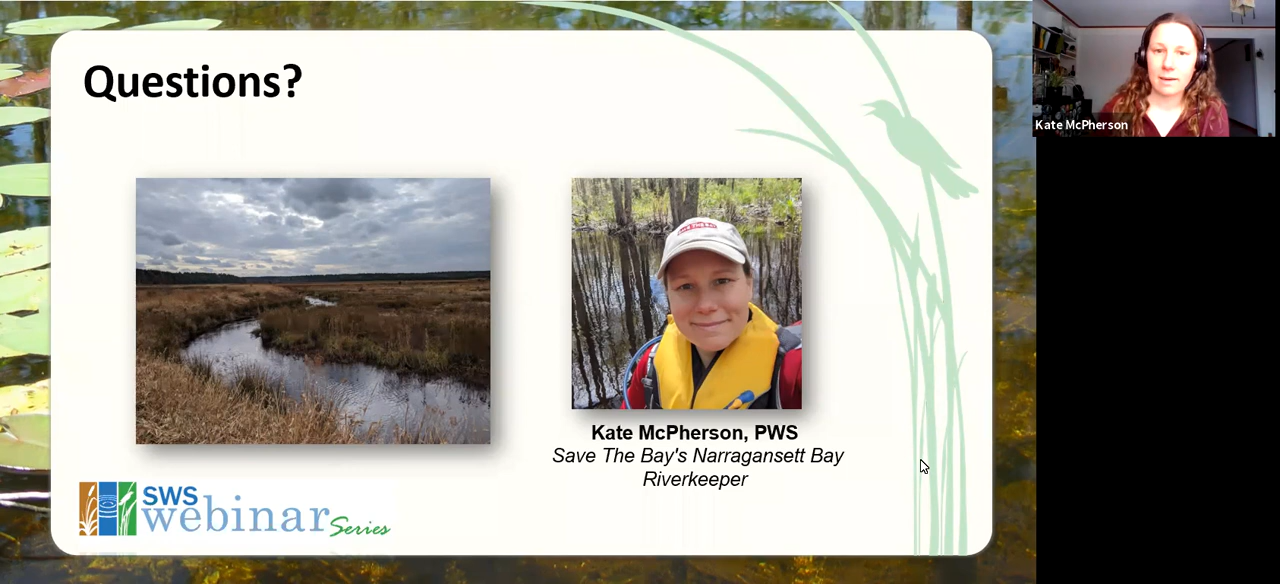 Questions?
Kate McPherson
Kate McPherson, PWS
Save The Bay's Narragansett Bay
Riverkeeper
SWS
webinar Series